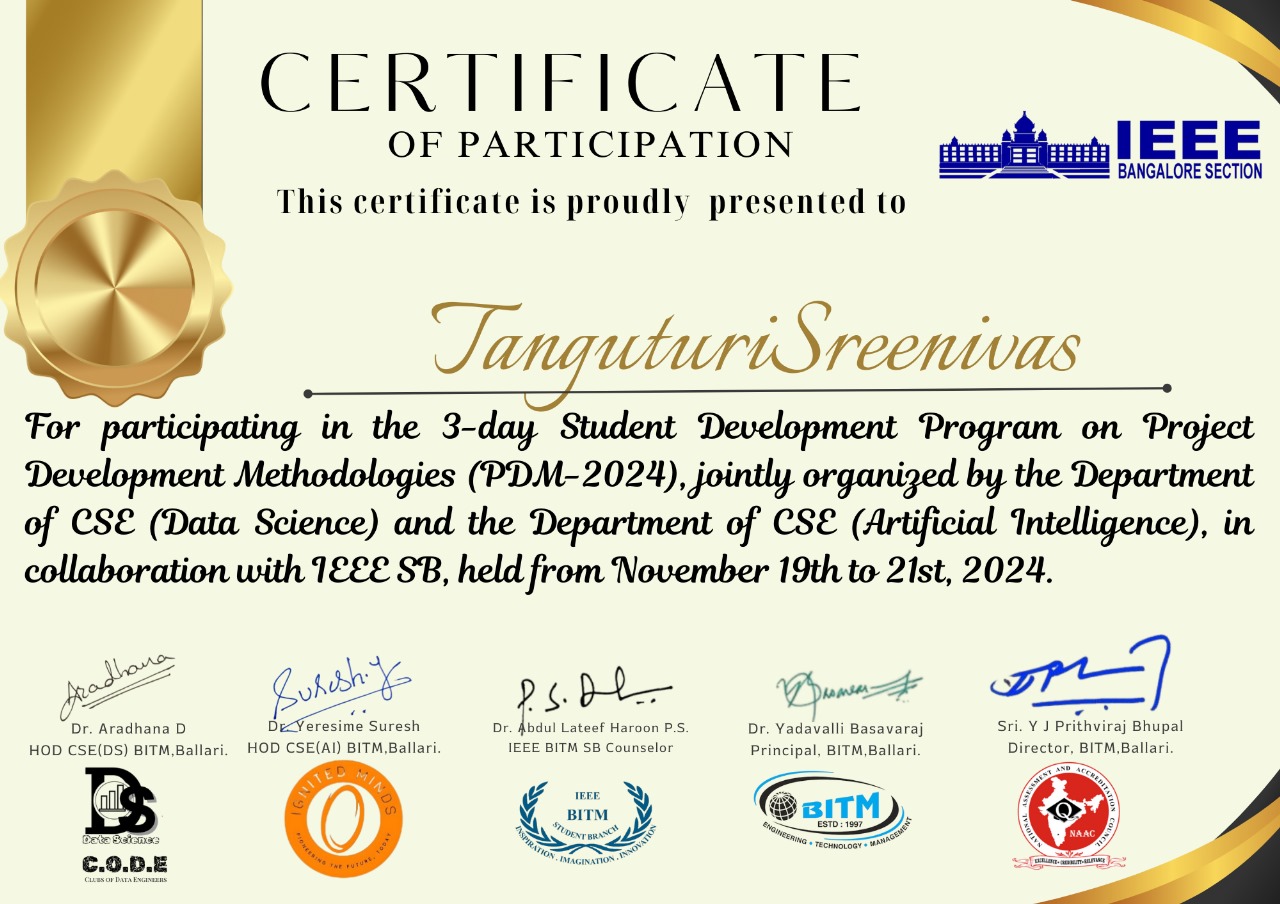 CERTIFICATE
OF PARTICIPATION
This certificate is proudly presented to
IEEE
BANGALORE SECTION
TanguturiSreenivas
For participating in the 3-day Student Development Program on Project
Development Methodologies (PDM-2024), jointly organized by the Department
of CSE (Data Science) and the Department of CSE (Artificial Intelligence), in
collaboration with IEEE SB, held from November 19th to 21st, 2024.
Aradhana
Suresh.y
P.S.
Dr. Aradhana D
HOD CSE(DS) BITM,Ballari.
Dr. Yeresime Suresh
HOD CSE(AI) BITM,Ballari.
Dr. Abdul Lateef Haroon P.S.
IEEE BITM SB Counselor
Dr. Yadavalli Basavaraj
Principal, BITM,Ballari.
Sri. Y J Prithviraj Bhupal
Director, BITM,Ballari.
DS
Data Science
C.O.D.E
CLUBS OF DATA ENGINEERS
IGNITED MINDS
PIONEERING THE FUTURE, TODAY
IEEE
BITM
STUDENT BRANCH
INSPIRATION . IMAGINATION . INNOVATION
BITM
ESTD : 1997
ENGINEERING • TECHNOLOGY • MANAGEMENT
NATIONAL ASSESSMENT AND ACCREDITATION COUNCIL
Q
NAAC
EXCELLENCE • CREDIBILITY • RELEVANCE